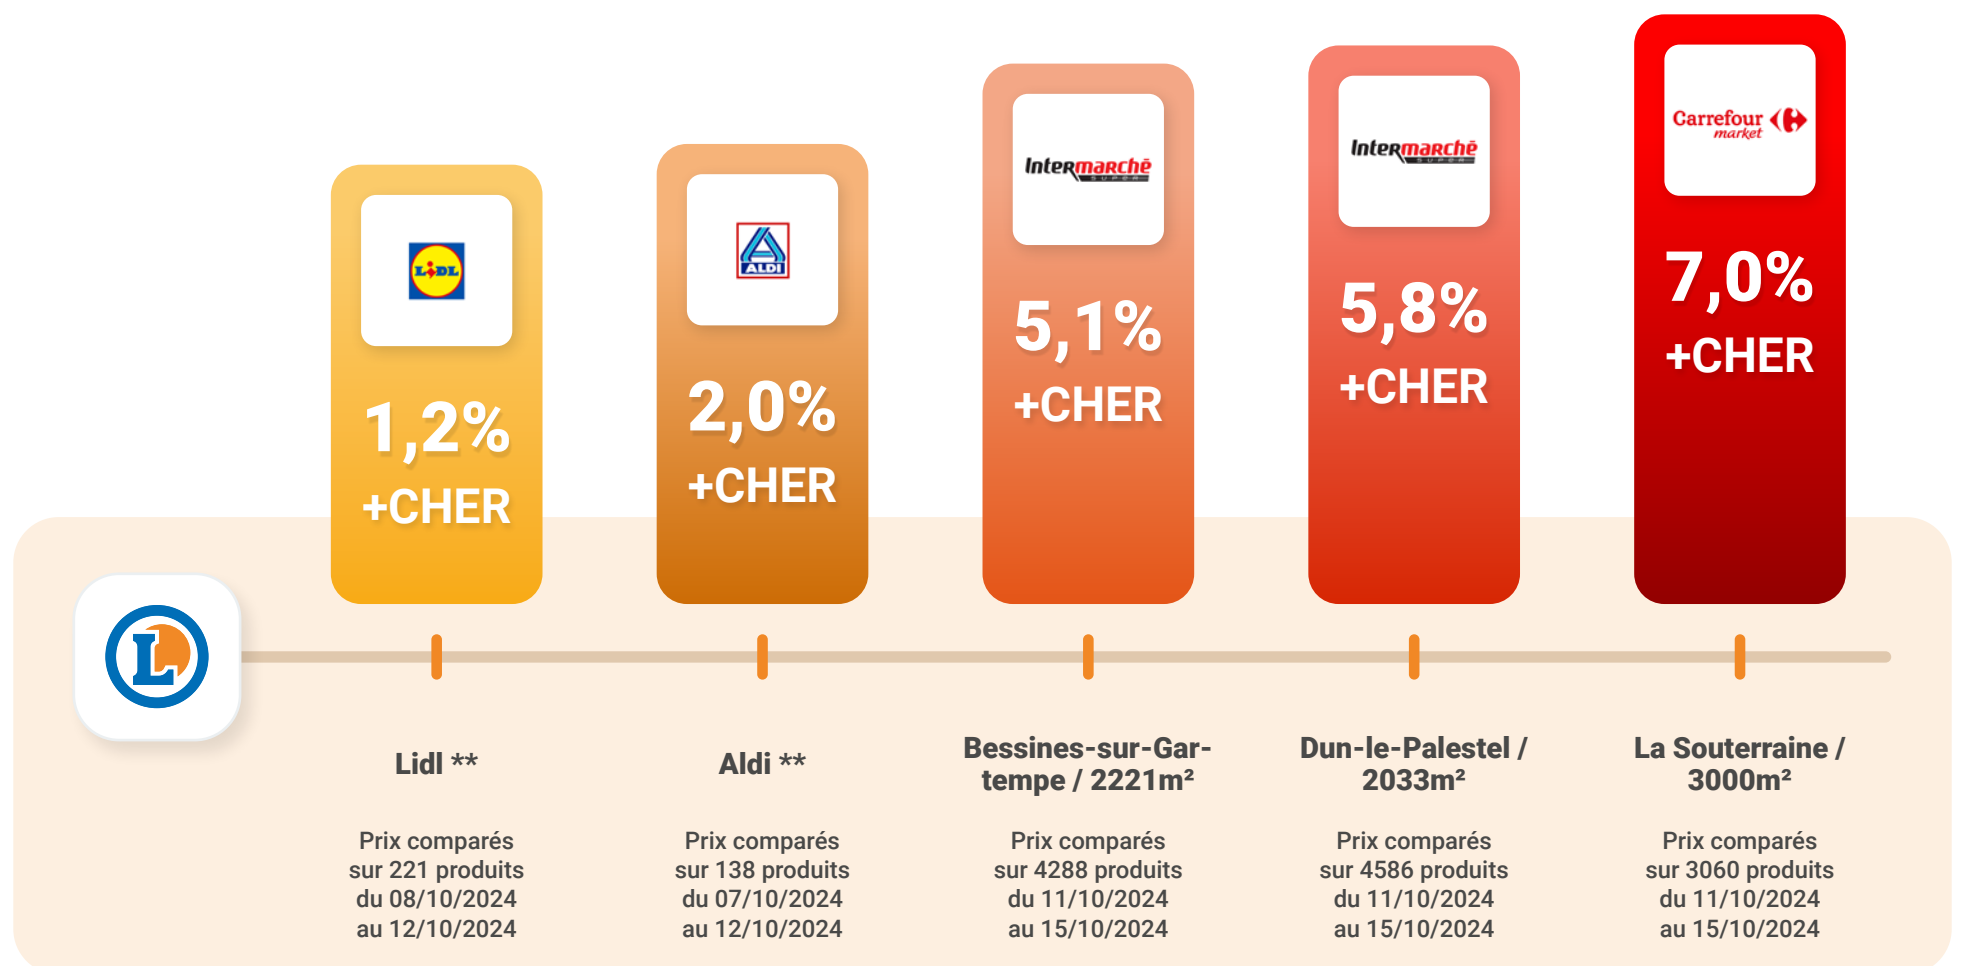 LIDL
1,2%
+CHER
ALDI
2,0%
+CHER
Intermarchē
SUPER
5,1%
+CHER
Intermarchē
SUPER
5,8%
+CHER
Carrefour
market
7,0%
+CHER
L
Lidl **
Prix comparés
sur 221 produits
du 08/10/2024
au 12/10/2024
Aldi **
Prix comparés
sur 138 produits
du 07/10/2024
au 12/10/2024
Bessines-sur-Gar-
tempe / 2221m²
Prix comparés
sur 4288 produits
du 11/10/2024
au 15/10/2024
Dun-le-Palestel /
2033m²
Prix comparés
sur 4586 produits
du 11/10/2024
au 15/10/2024
La Souterraine /
3000m²
Prix comparés
sur 3060 produits
du 11/10/2024
au 15/10/2024